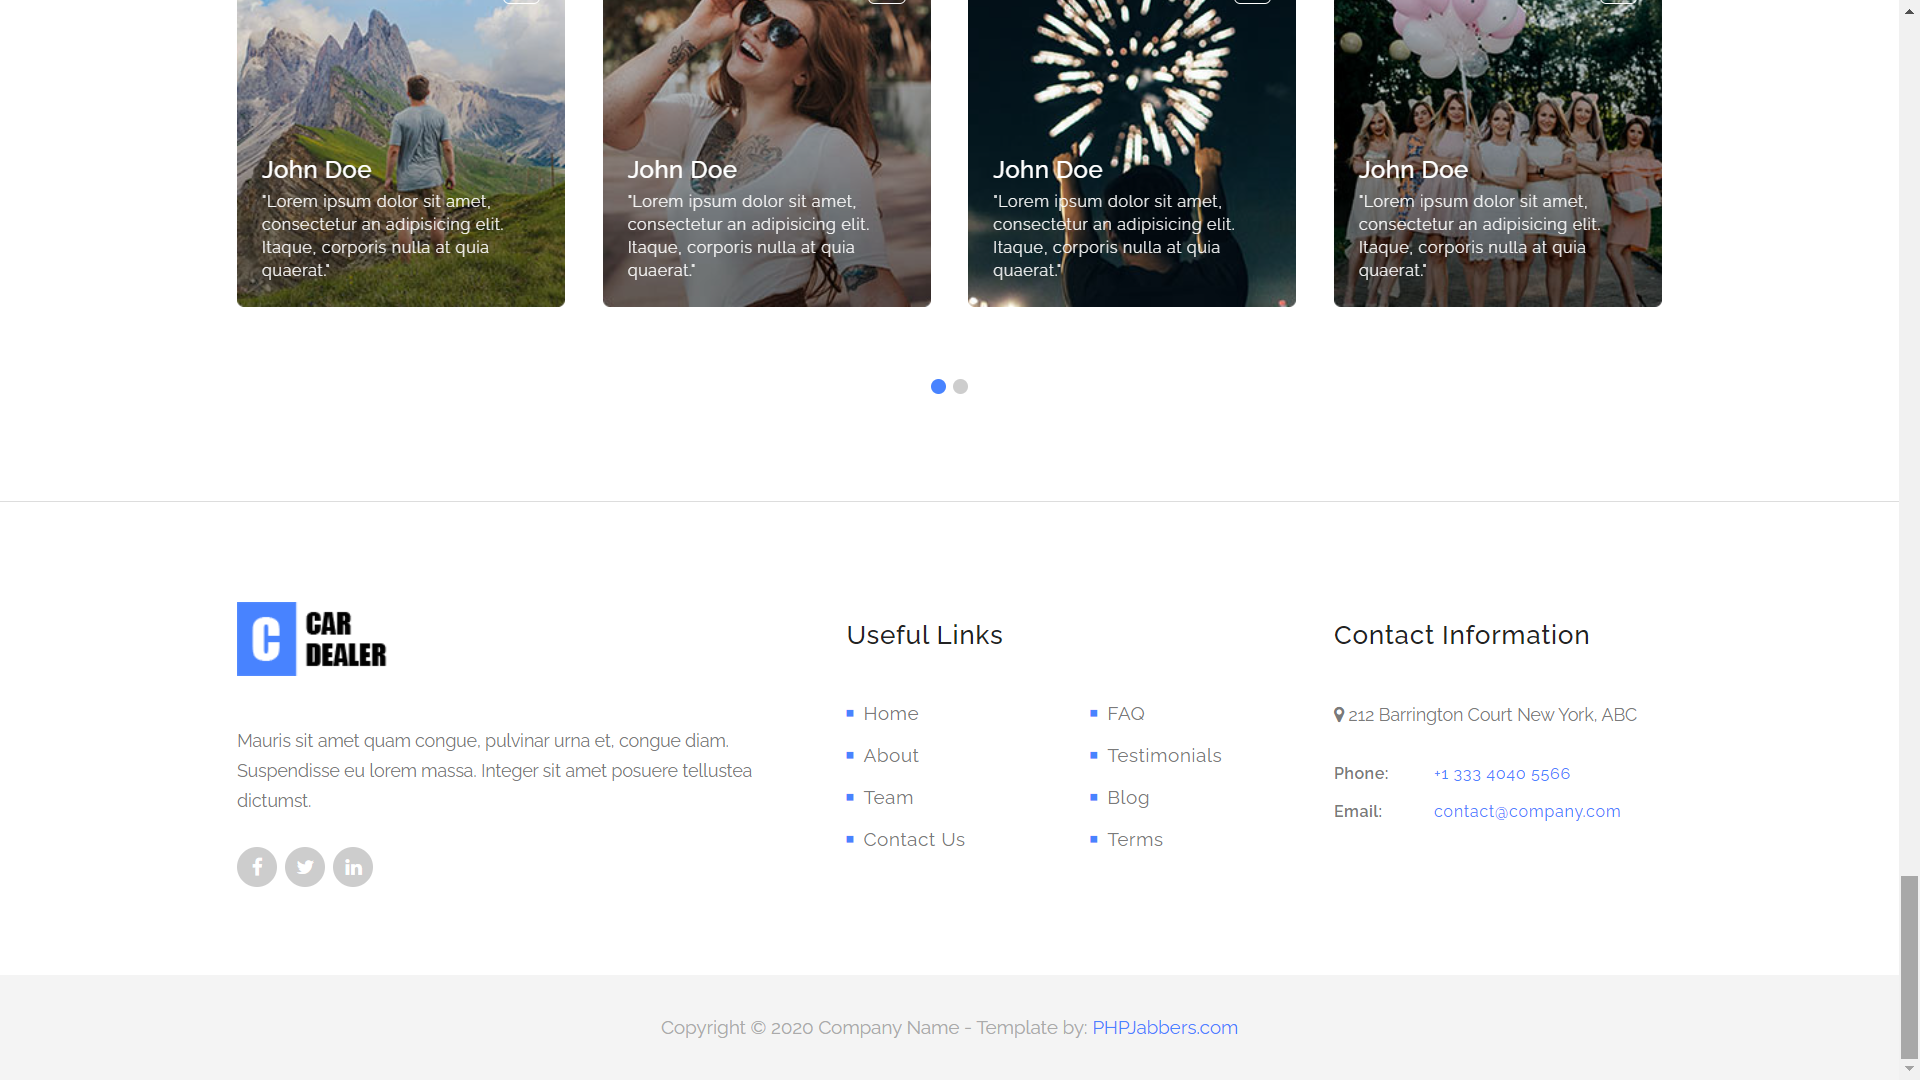 John Doe
"Lorem ipsum dolor sit amet,
consectetur an adipisicing elit.
Itaque, corporis nulla at quia
quaerat."
John Doe
"Lorem ipsum dolor sit amet,
consectetur an adipisicing elit.
Itaque, corporis nulla at quia
quaerat."
John Doe
"Lorem ipsum dolor sit amet,
consectetur an adipisicing elit.
Itaque, corporis nulla at quia
quaerat."
John Doe
"Lorem ipsum dolor sit amet,
consectetur an adipisicing elit.
Itaque, corporis nulla at quia
quaerat."
C CAR
DEALER
Mauris sit amet quam congue, pulvinar urna et, congue diam.
Suspendisse eu lorem massa. Integer sit amet posuere tellustea
dictumst.
Useful Links
Home
About
Team
Contact Us
FAQ
Testimonials
Blog
Terms
Contact Information
212 Barrington Court New York, ABC
Phone: +1 333 4040 5566
Email: contact@company.com
Copyright © 2020 Company Name - Template by: PHPJabbers.com